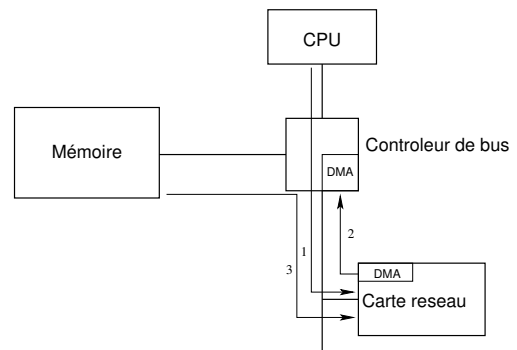 CPU
Mémoire
Controleur de bus
DMA
1
2
3
DMA
Carte reseau